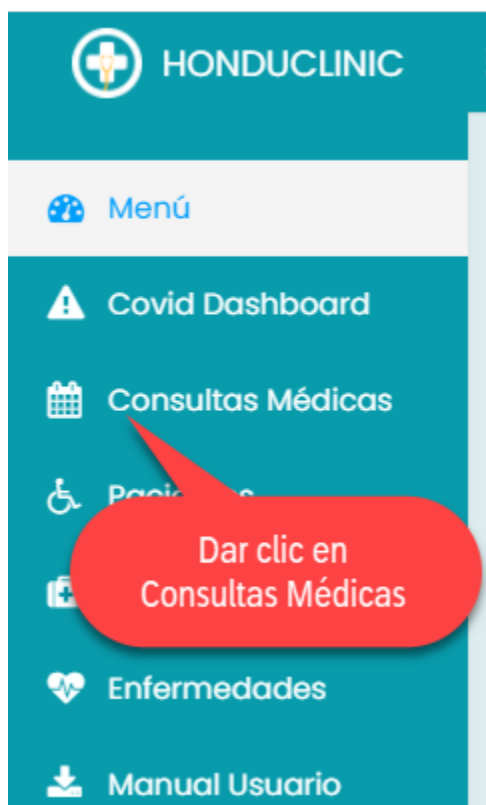 HONDUCLINIC
Menú
Covid Dashboard
Consultas Médicas
Dar clic en
Consultas Médicas
Enfermedades
Manual Usuario